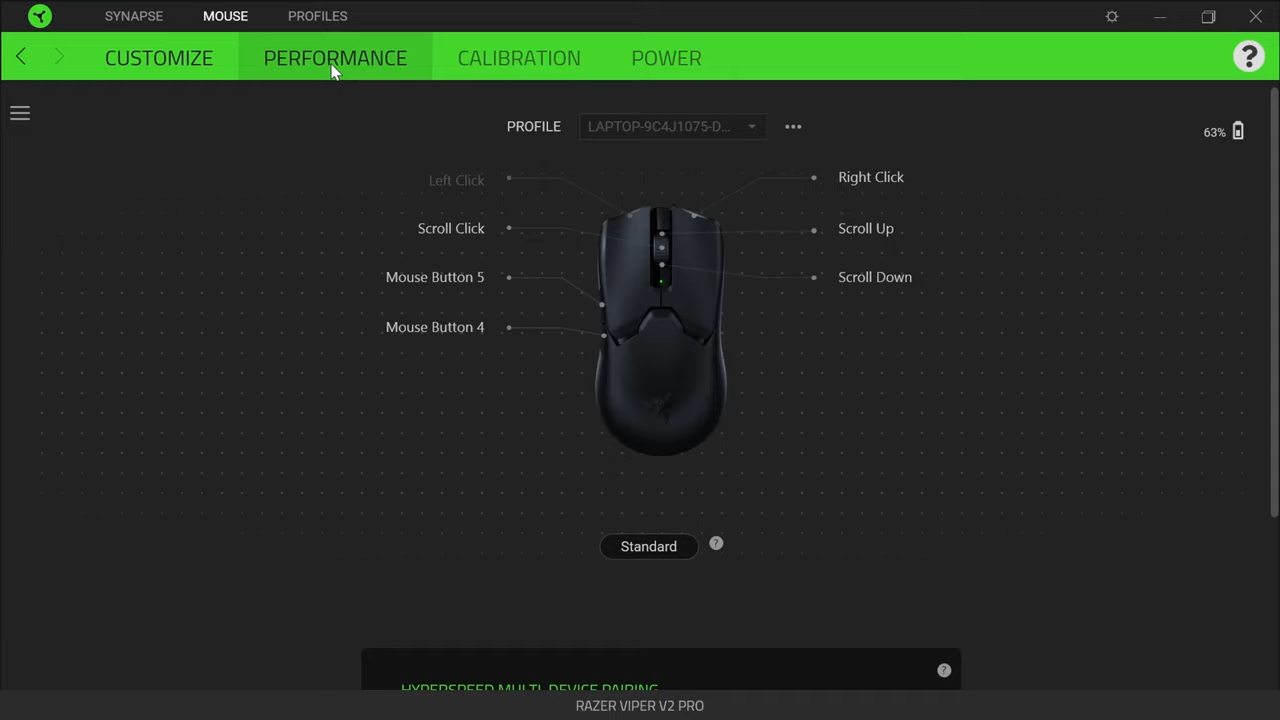 SYNAPSE MOUSE PROFILES
CUSTOMIZE PERFORMANCE CALIBRATION POWER ?
PROFILE LAPTOP-9C4J1075-D... •••
63%
Left Click Right Click
Scroll Click Scroll Up
Mouse Button 5 Scroll Down
Mouse Button 4
Standard ?
?
HYPERSPEED MULTI-DEVICE PAIRING
RAZER VIPER V2 PRO